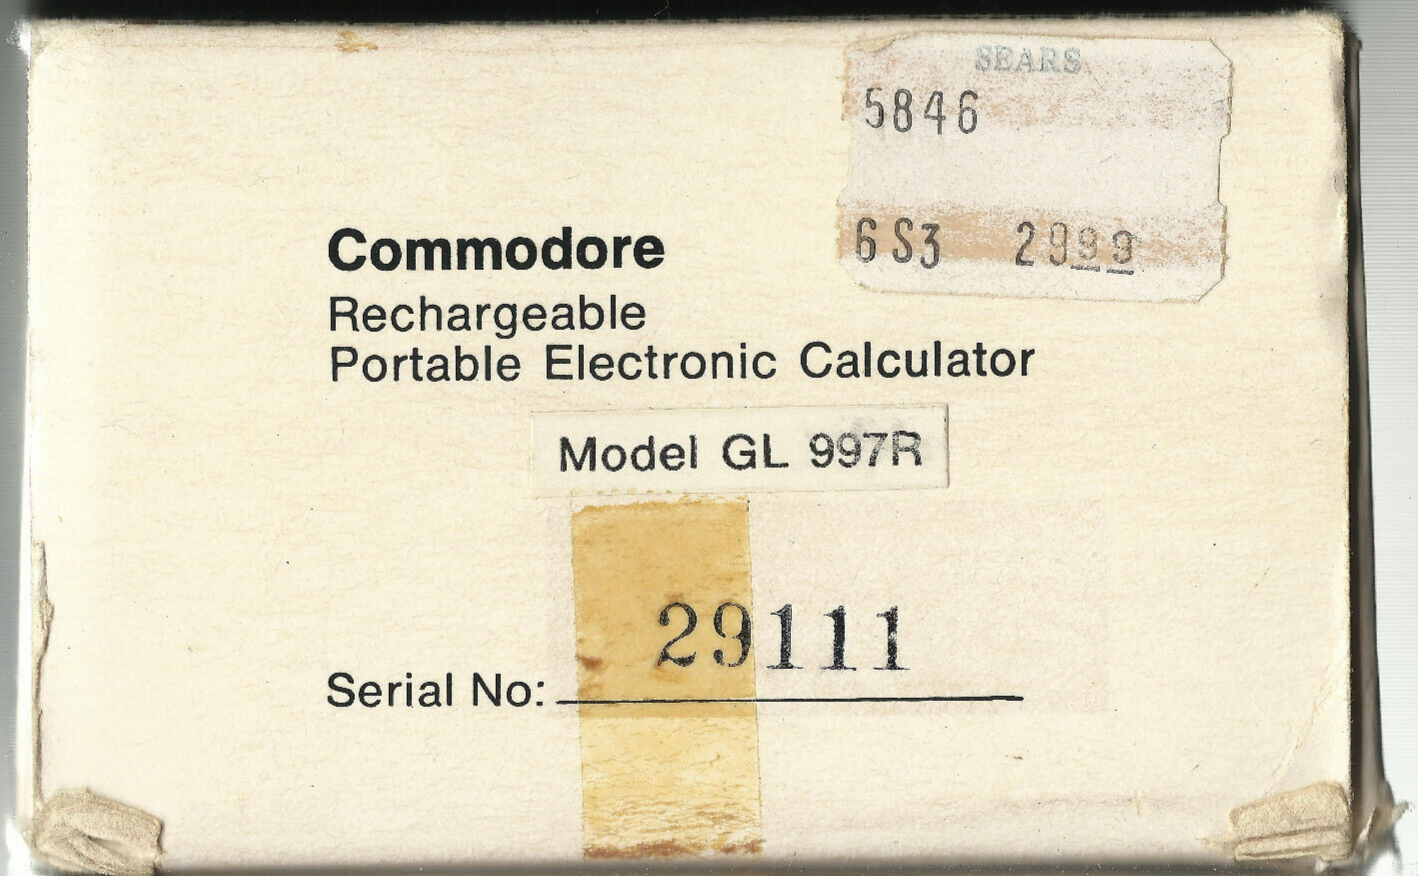 SEARS
5846
6S3 2999
Commodore
Rechargeable
Portable Electronic Calculator
Model GL 997R
29111
Serial No: